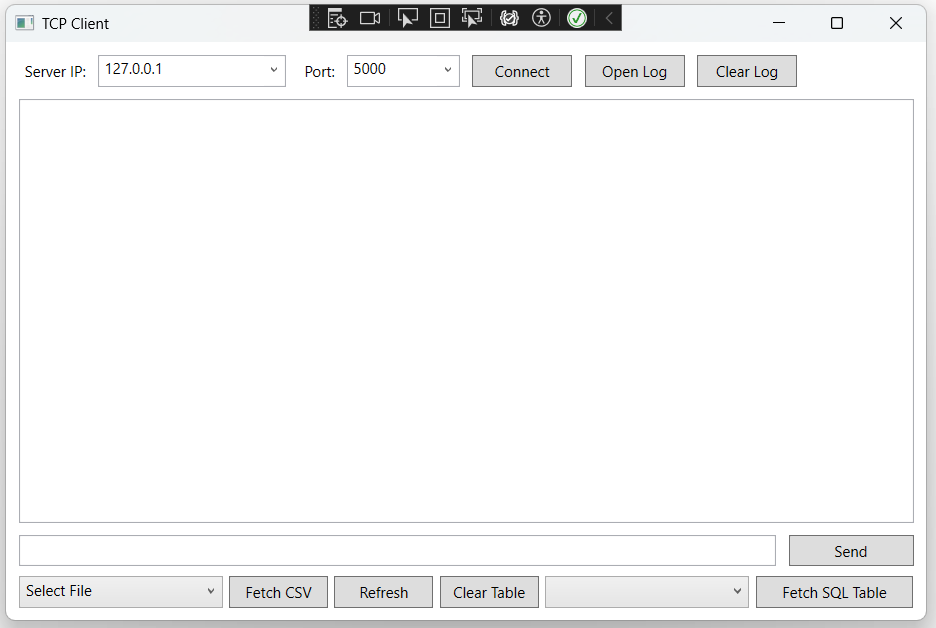 TCP Client
Server IP: 127.0.0.1 Port: 5000 Connect Open Log Clear Log
Send
Select File Fetch CSV Refresh Clear Table Fetch SQL Table